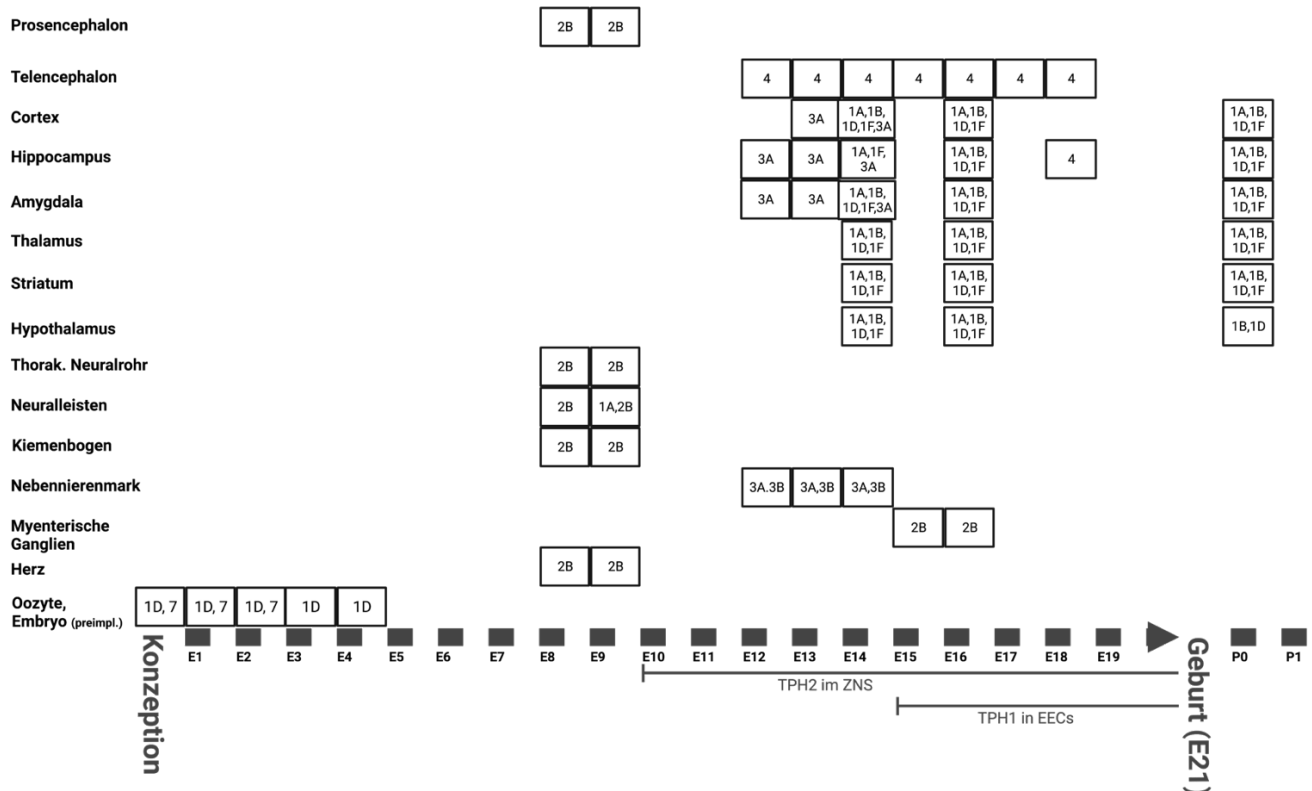 Prosencephalon 2B 2B
Telencephalon 4 4 4 4 4 4 4
Cortex 3A 1A,1B, 1D,1F,3A 1A,1B, 1D,1F 1A,1B, 1D,1F
Hippocampus 3A 3A 1A,1F, 3A 1A,1B, 1D,1F 4 1A,1B, 1D,1F
Amygdala 3A 3A 1A,1B, 1D,1F,3A 1A,1B, 1D,1F 1A,1B, 1D,1F
Thalamus 1A,1B, 1D,1F 1A,1B, 1D,1F 1A,1B, 1D,1F
Striatum 1A,1B, 1D,1F 1A,1B, 1D,1F 1A,1B, 1D,1F
Hypothalamus 1A,1B, 1D,1F 1A,1B, 1D,1F 1B,1D
Thorak. Neuralrohr 2B 2B
Neuralleisten 2B 1A,2B
Kiemenbogen 2B 2B
Nebennierenmark 3A.3B 3A,3B 3A,3B
Myenterische
Ganglien 2B 2B
Herz 2B 2B
Oozyte,
Embryo (preimpl.) 1D, 7 1D, 7 1D, 7 1D 1D
Konzeption
E1 E2 E3 E4 E5 E6 E7 E8 E9 E10 E11 E12 E13 E14 E15 E16 E17 E18 E19 P0 P1
Geburt (E21)
TPH2 im ZNS
TPH1 in EECs